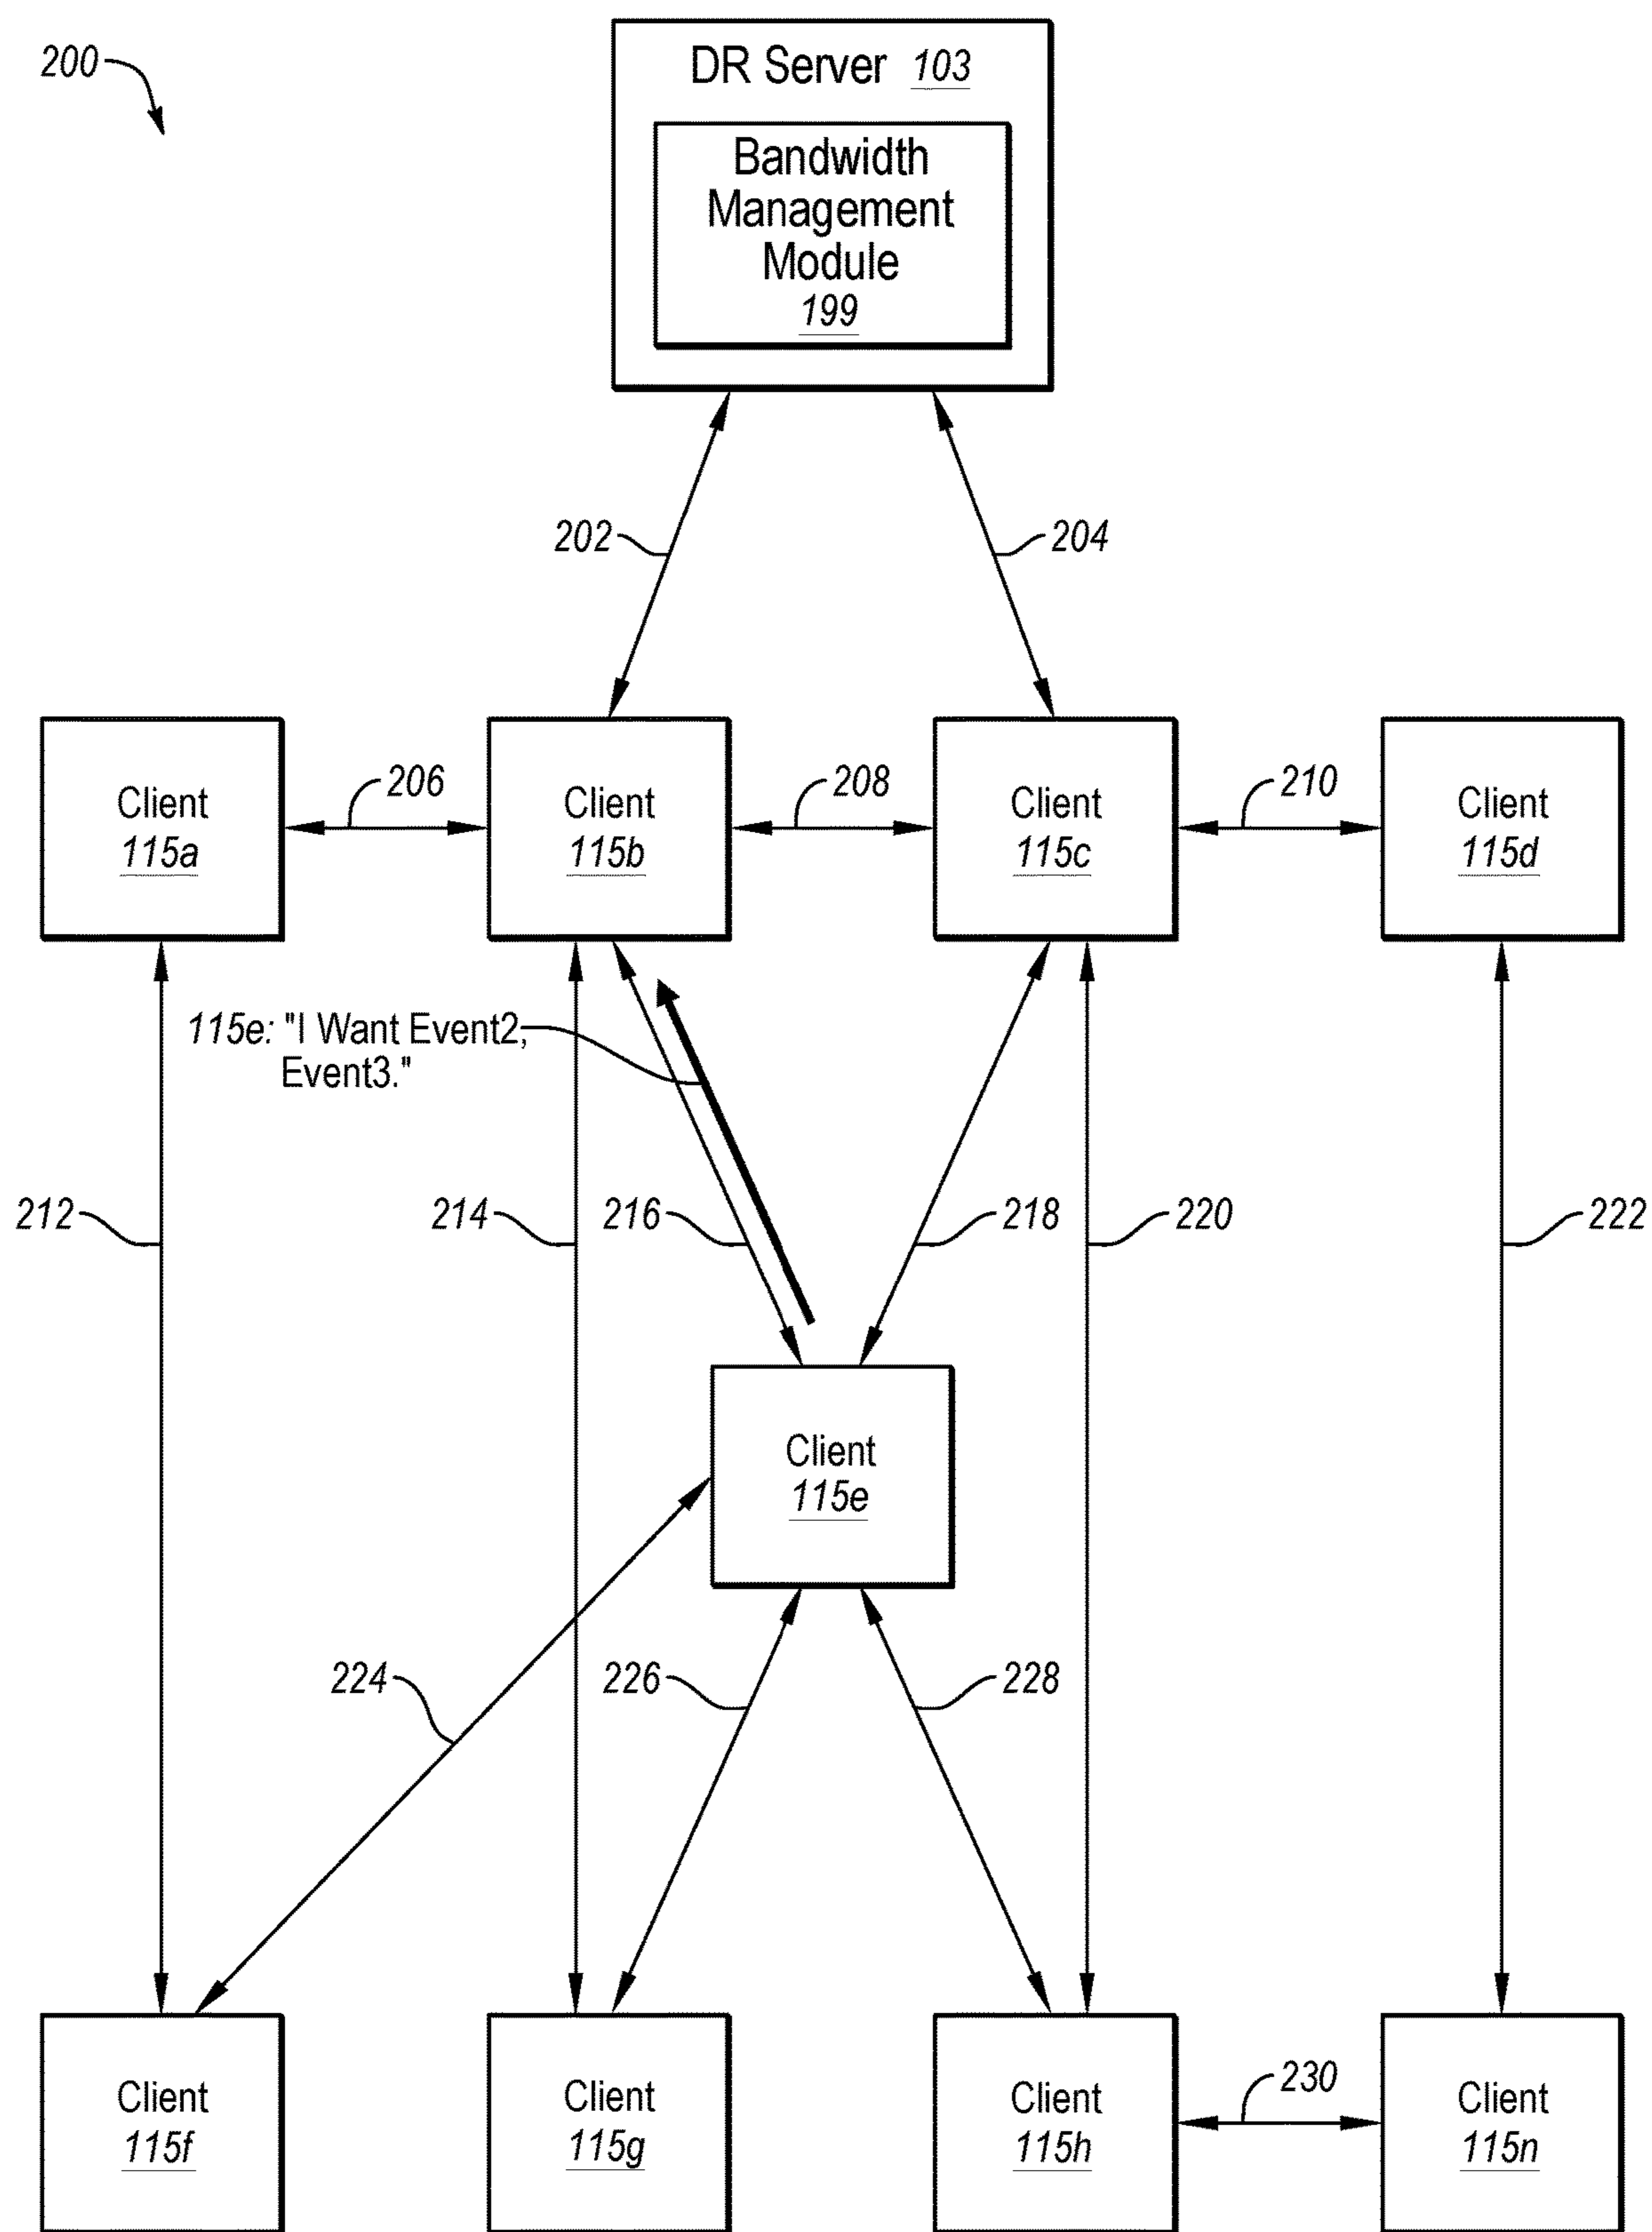 200
DR Server 103
Bandwidth
Management
Module
199
202
204
206
208
210
Client
115a
Client
115b
Client
115c
Client
115d
115e: "I Want Event2,
Event3."
212
214
216
218
220
222
Client
115e
224
226
228
230
Client
115f
Client
115g
Client
115h
Client
115n